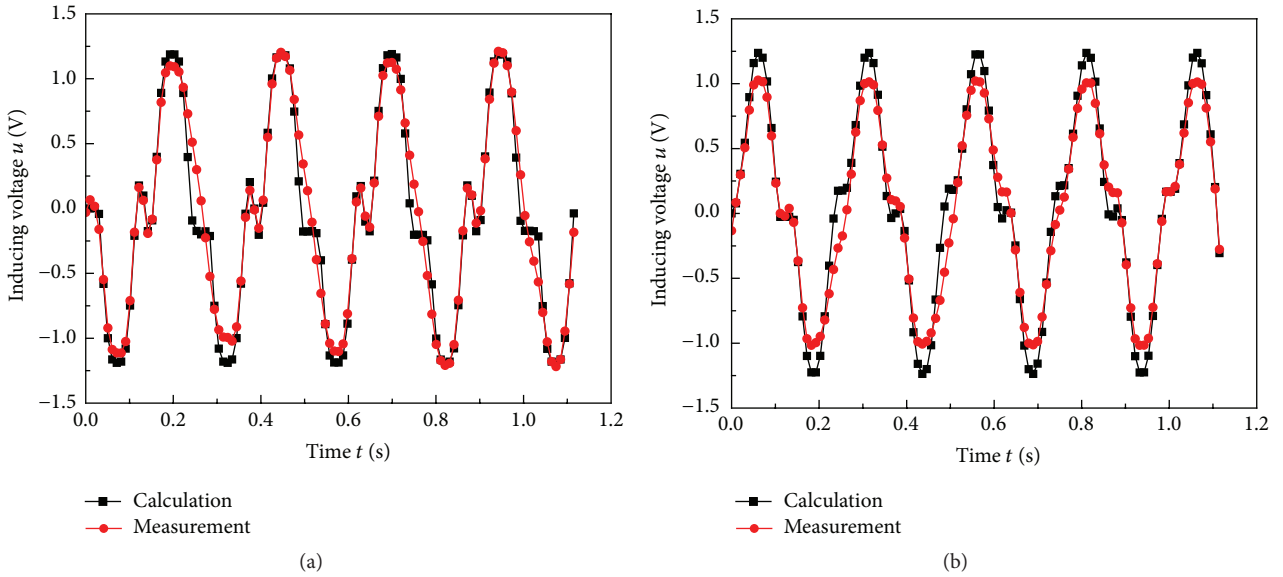 1.5
1.0
0.5
0.0
−0.5
−1.0
−1.5
Inducing voltage u (V)
0.0 0.2 0.4 0.6 0.8 1.0 1.2
Time t (s)
Calculation
Measurement
(a)
1.5
1.0
0.5
0.0
−0.5
−1.0
−1.5
Inducing voltage u (V)
0.0 0.2 0.4 0.6 0.8 1.0 1.2
Time t (s)
Calculation
Measurement
(b)